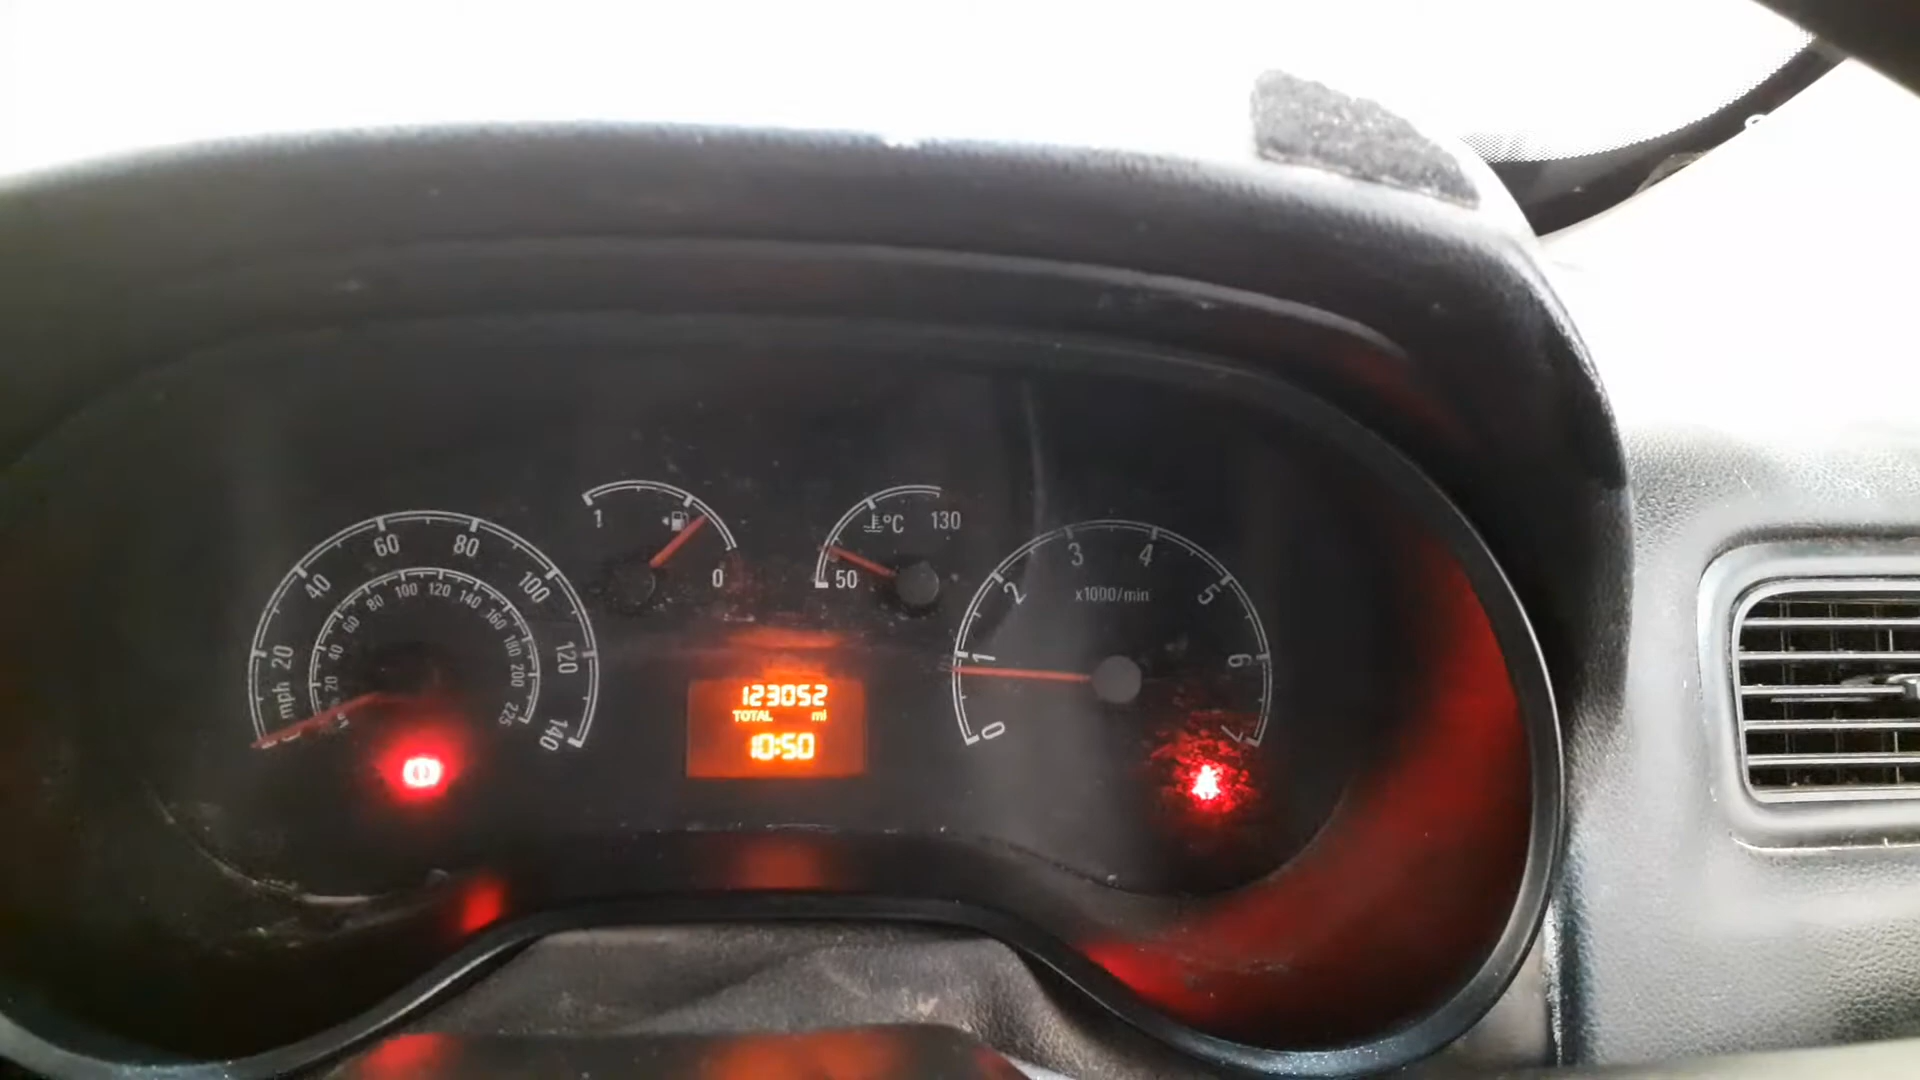 mph 20 40 60 80 100 120 140
20 40 60 80 100 120 140 160 180 200 225
1 0
°C
50 130
123052
TOTAL mi
10:50
0 1 2 3 4 5 6 7
x1000/min